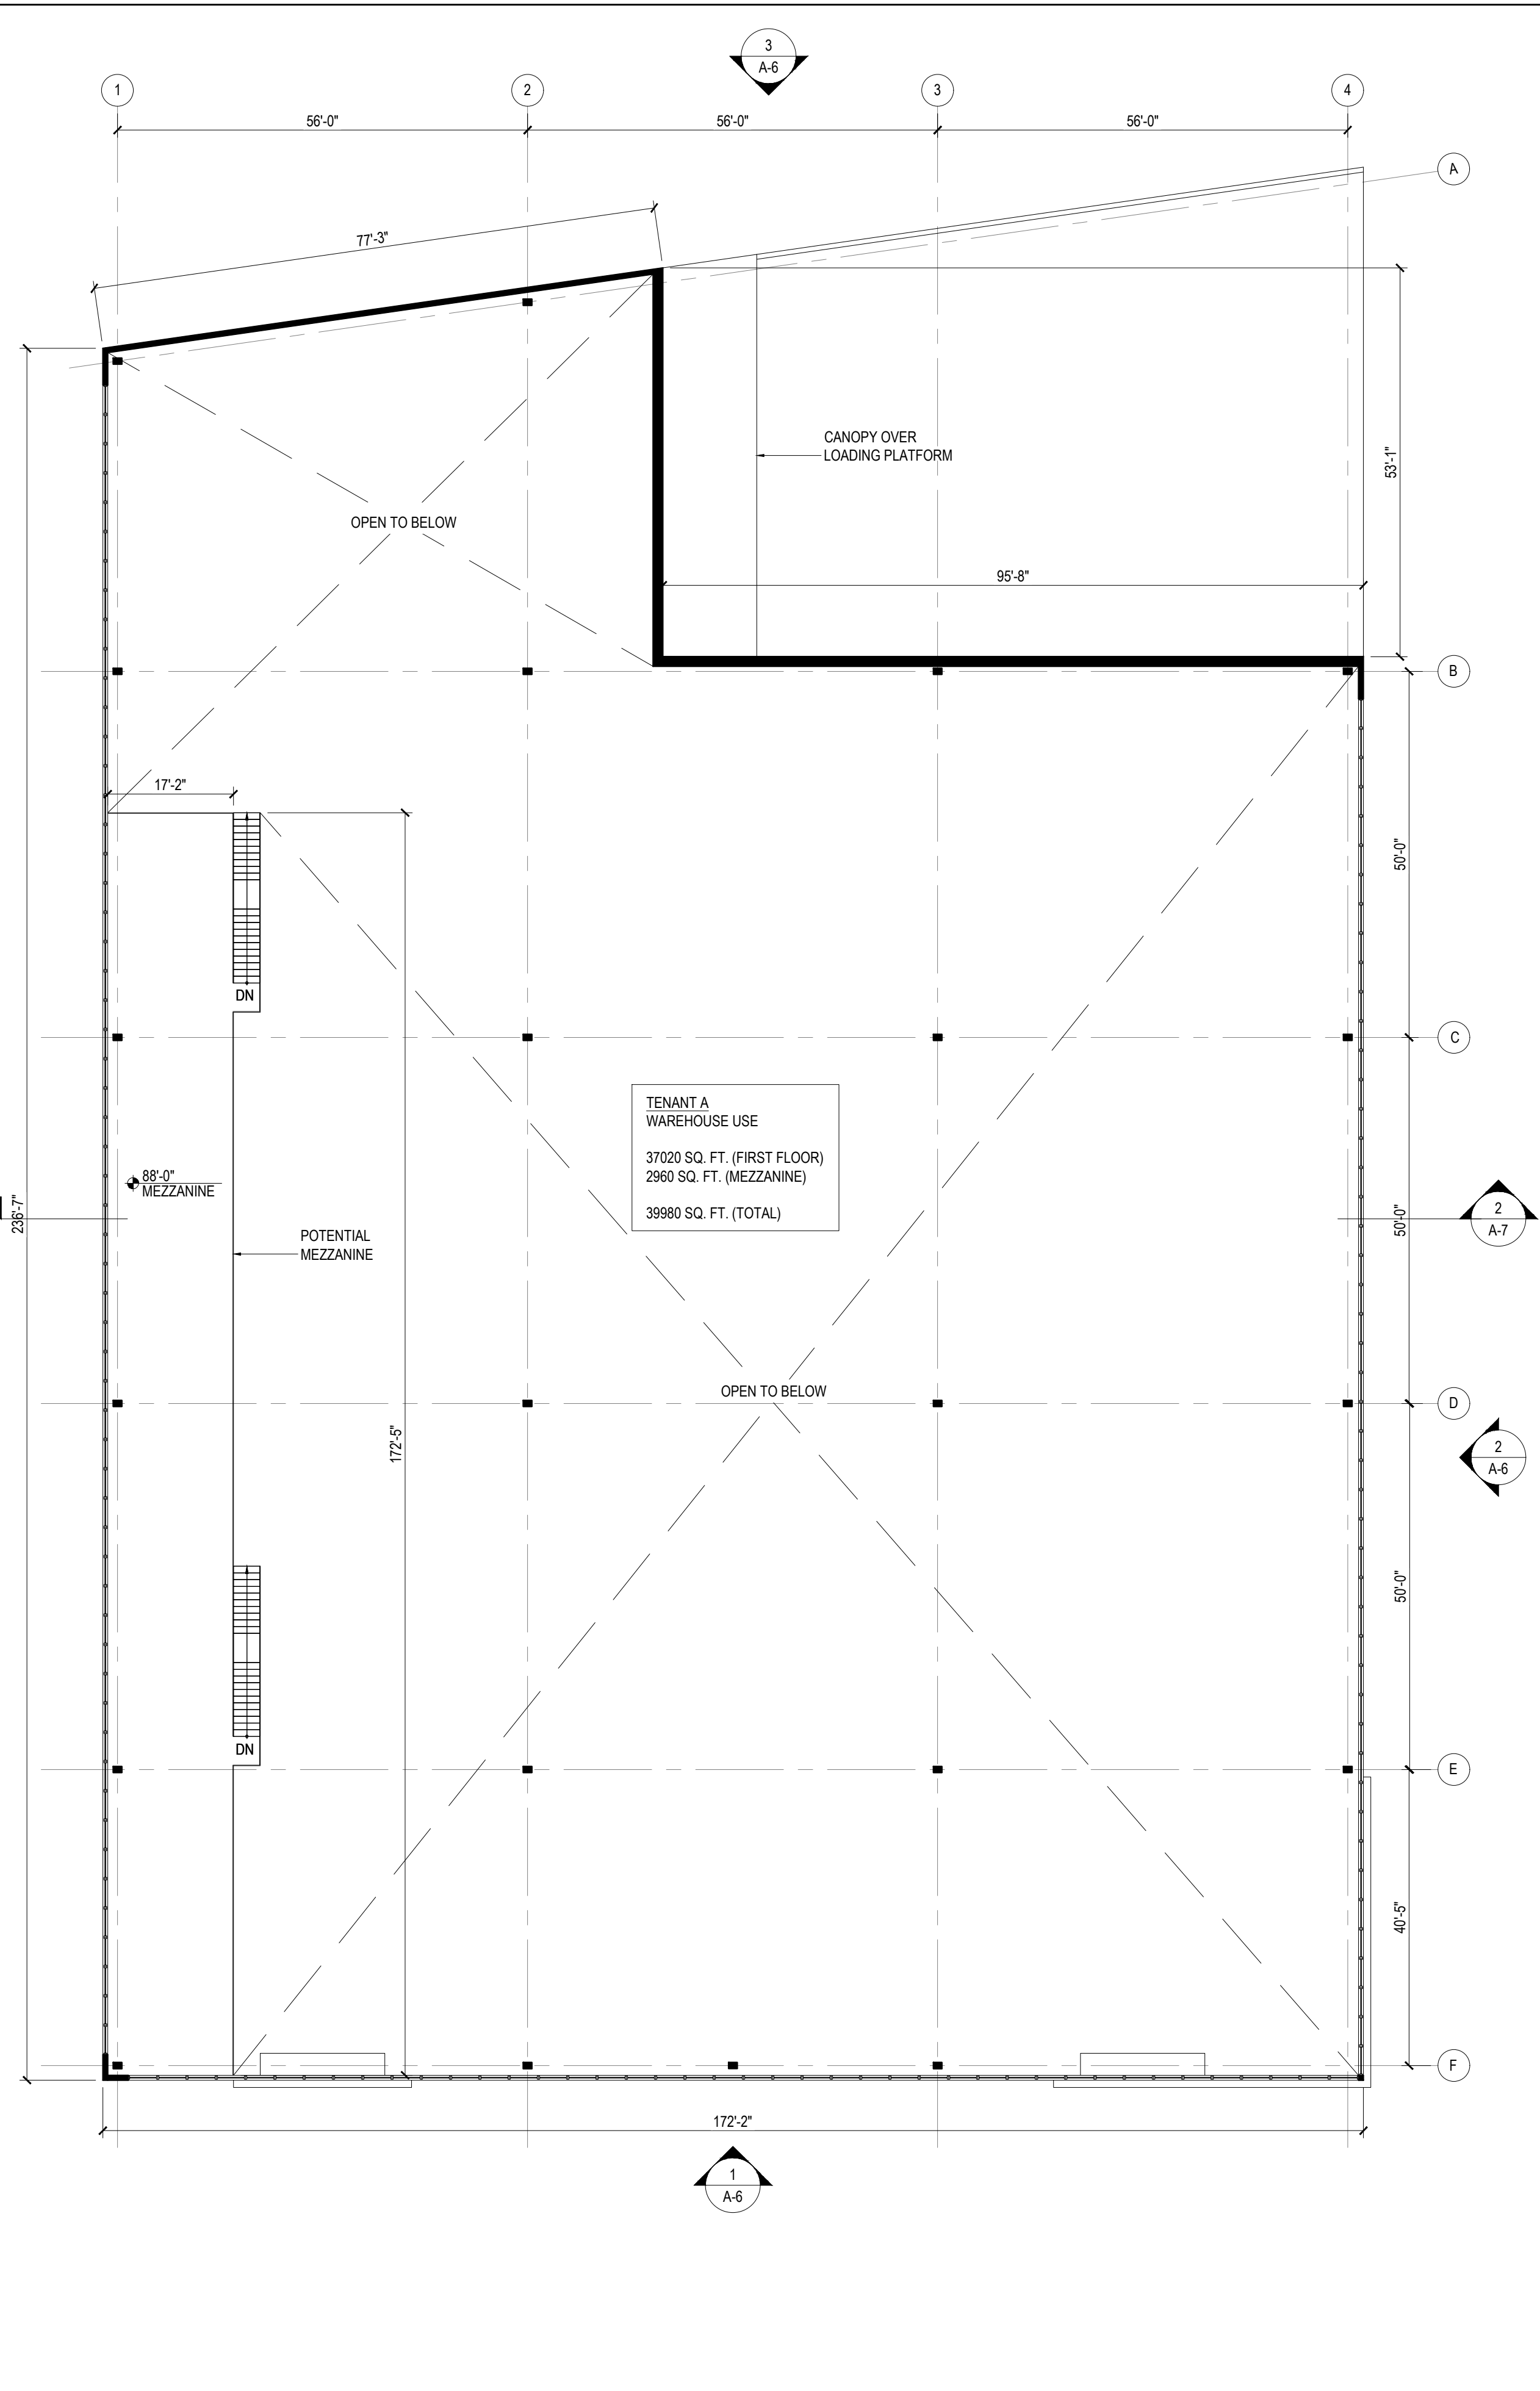 3
A-6
1
2
3
4
56'-0"
56'-0"
56'-0"
A
77'-3"
CANOPY OVER
LOADING PLATFORM
53'-1"
OPEN TO BELOW
95'-8"
B
17'-2"
50'-0"
DN
C
TENANT A
WAREHOUSE USE
37020 SQ. FT. (FIRST FLOOR)
2960 SQ. FT. (MEZZANINE)
39980 SQ. FT. (TOTAL)
88'-0"
MEZZANINE
236'-7"
POTENTIAL
MEZZANINE
50'-0"
2
A-7
OPEN TO BELOW
D
172'-5"
2
A-6
50'-0"
DN
E
40'-5"
F
172'-2"
1
A-6